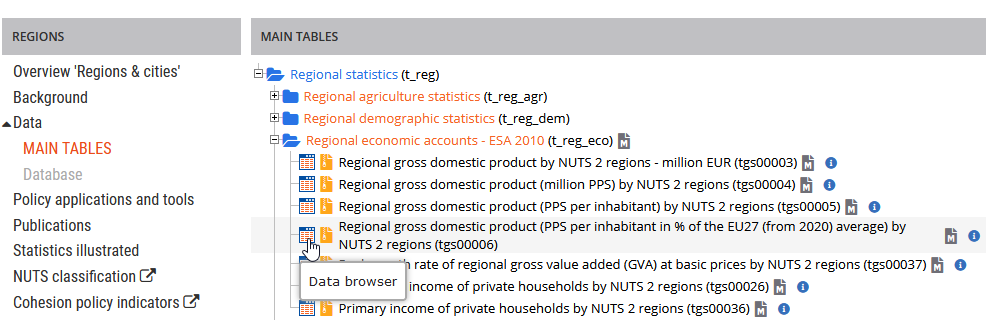 REGIONS
Overview 'Regions & cities'
Background
Data
MAIN TABLES
Database
Policy applications and tools
Publications
Statistics illustrated
NUTS classification
Cohesion policy indicators
MAIN TABLES
Regional statistics (t_reg)
Regional agriculture statistics (t_reg_agr)
Regional demographic statistics (t_reg_dem)
Regional economic accounts - ESA 2010 (t_reg_eco) M
Regional gross domestic product by NUTS 2 regions - million EUR (tgs00003) M i
Regional gross domestic product (million PPS) by NUTS 2 regions (tgs00004) M i
Regional gross domestic product (PPS per inhabitant) by NUTS 2 regions (tgs00005) M i
Regional gross domestic product (PPS per inhabitant in % of the EU27 (from 2020) average) by
NUTS 2 regions (tgs00006) M i
rate of regional gross value added (GVA) at basic prices by NUTS 2 regions (tgs00037) M i
income of private households by NUTS 2 regions (tgs00026) M i
Primary income of private households by NUTS 2 regions (tgs00036) M i
Data browser